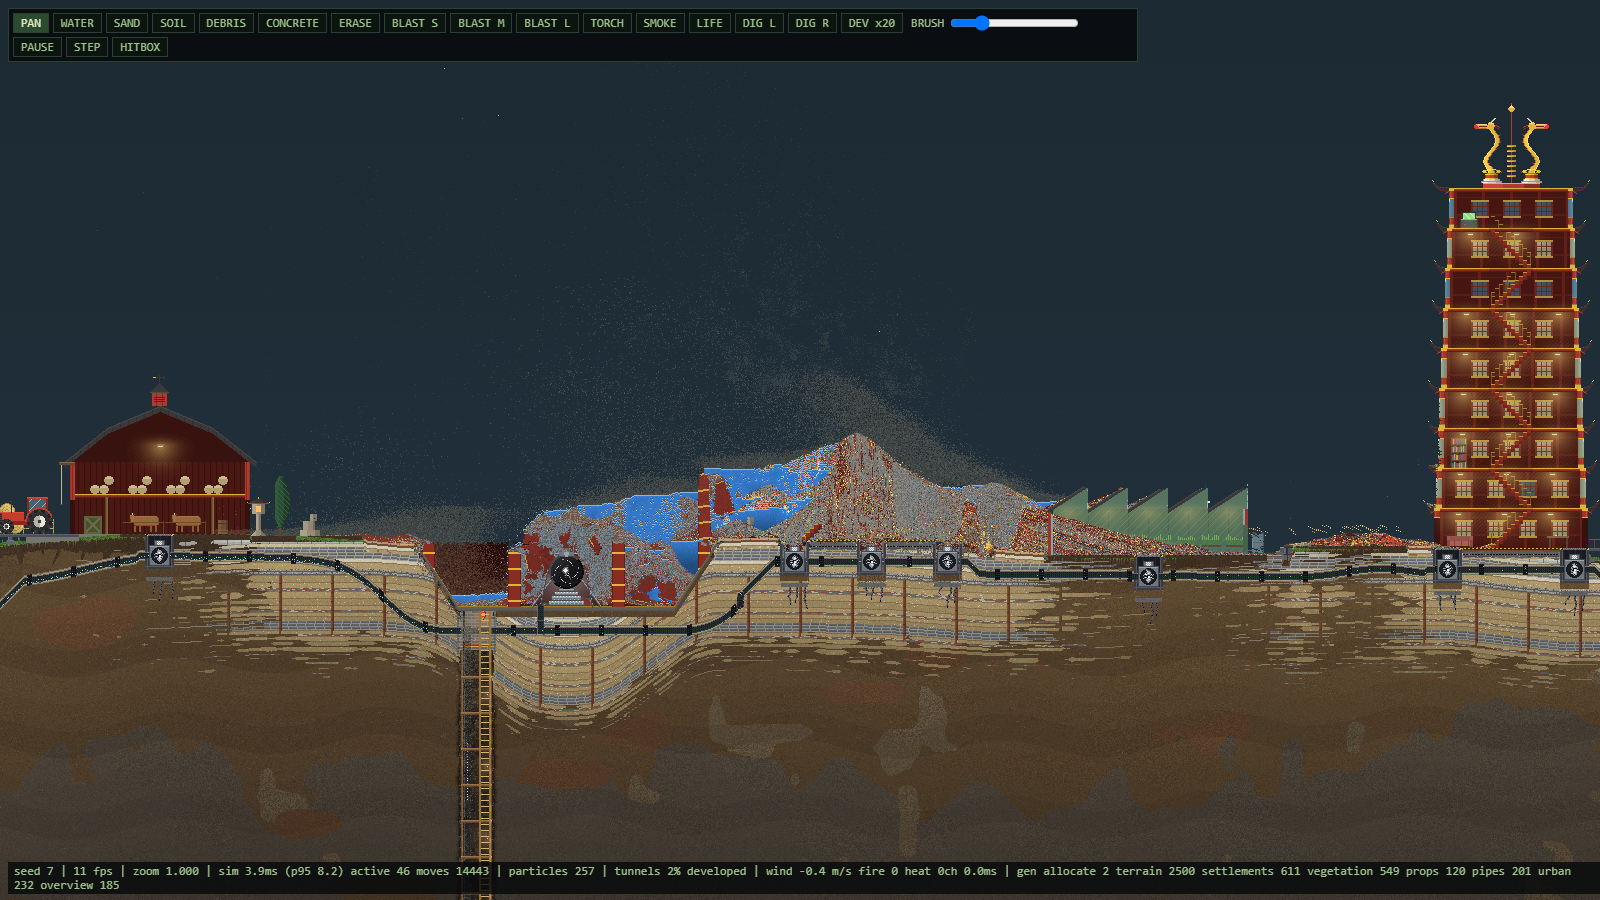 PAN WATER SAND SOIL DEBRIS CONCRETE ERASE BLAST S BLAST M BLAST L TORCH SMOKE LIFE DIG L DIG R DEV x20 BRUSH
PAUSE STEP HITBOX
seed 7 | 11 fps | zoom 1.000 | sim 3.9ms (p95 8.2) active 46 moves 14443 | particles 257 | tunnels 2% developed | wind -0.4 m/s fire 0 heat 0ch 0.0ms | gen allocate 2 terrain 2500 settlements 611 vegetation 549 props 120 pipes 201 urban
232 overview 185